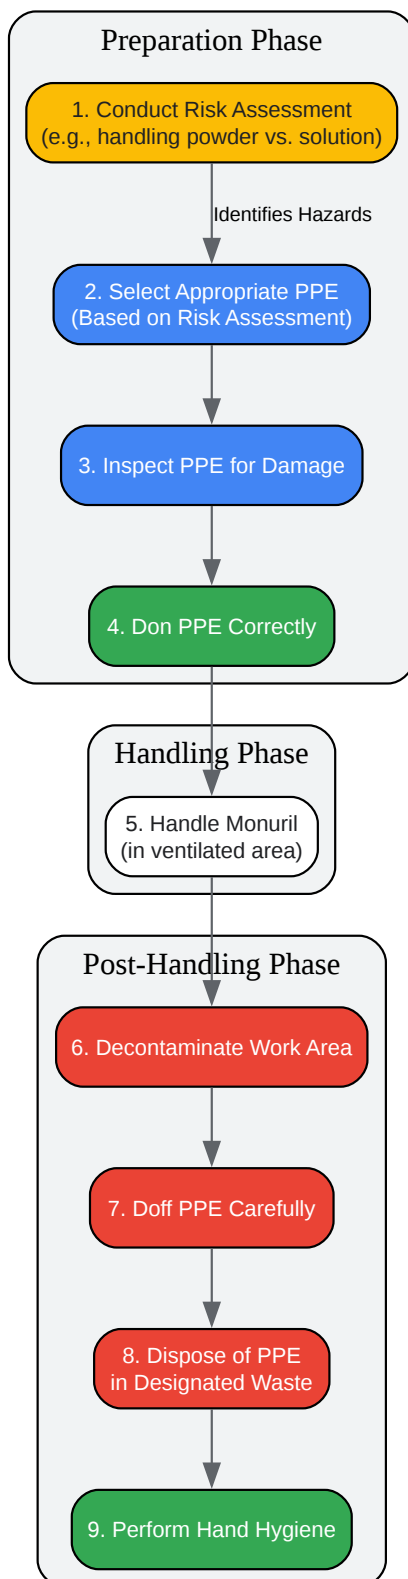 Preparation Phase
1. Conduct Risk Assessment
(e.g., handling powder vs. solution)
Identifies Hazards
2. Select Appropriate PPE
(Based on Risk Assessment)
3. Inspect PPE for Damage
4. Don PPE Correctly
Handling Phase
5. Handle Monuril
(in ventilated area)
Post-Handling Phase
6. Decontaminate Work Area
7. Doff PPE Carefully
8. Dispose of PPE
in Designated Waste
9. Perform Hand Hygiene